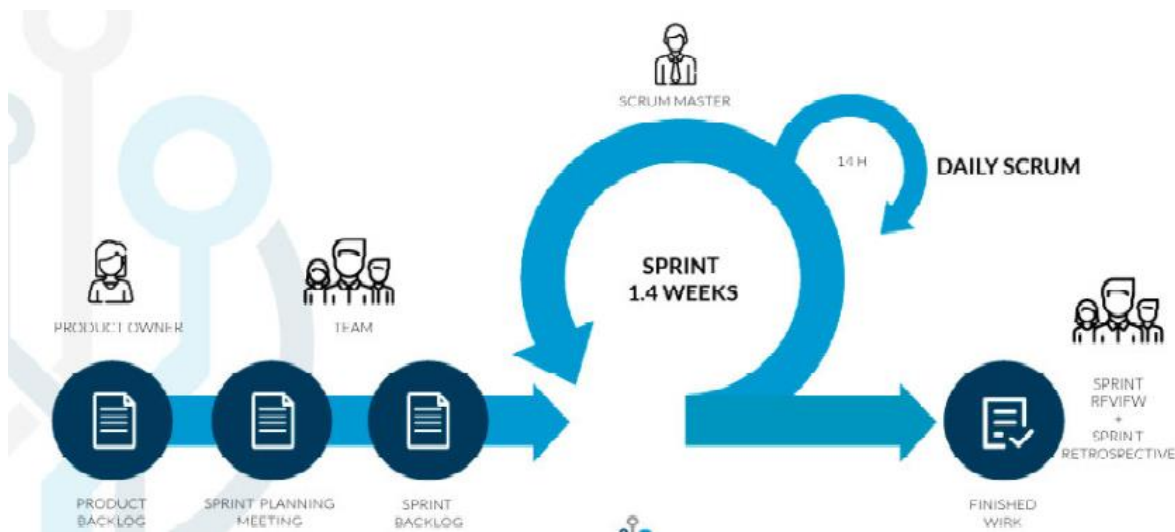 SCRUM MASTER
14 H
DAILY SCRUM
SPRINT
1.4 WEEKS
PRODUCT OWNER
TEAM
SPRINT
REVIEW
+
SPRINT
RETROSPECTIVE
PRODUCT
BACKLOG
SPRINT PLANNING
MEETING
SPRINT
BACKLOG
FINISHED
WIRK